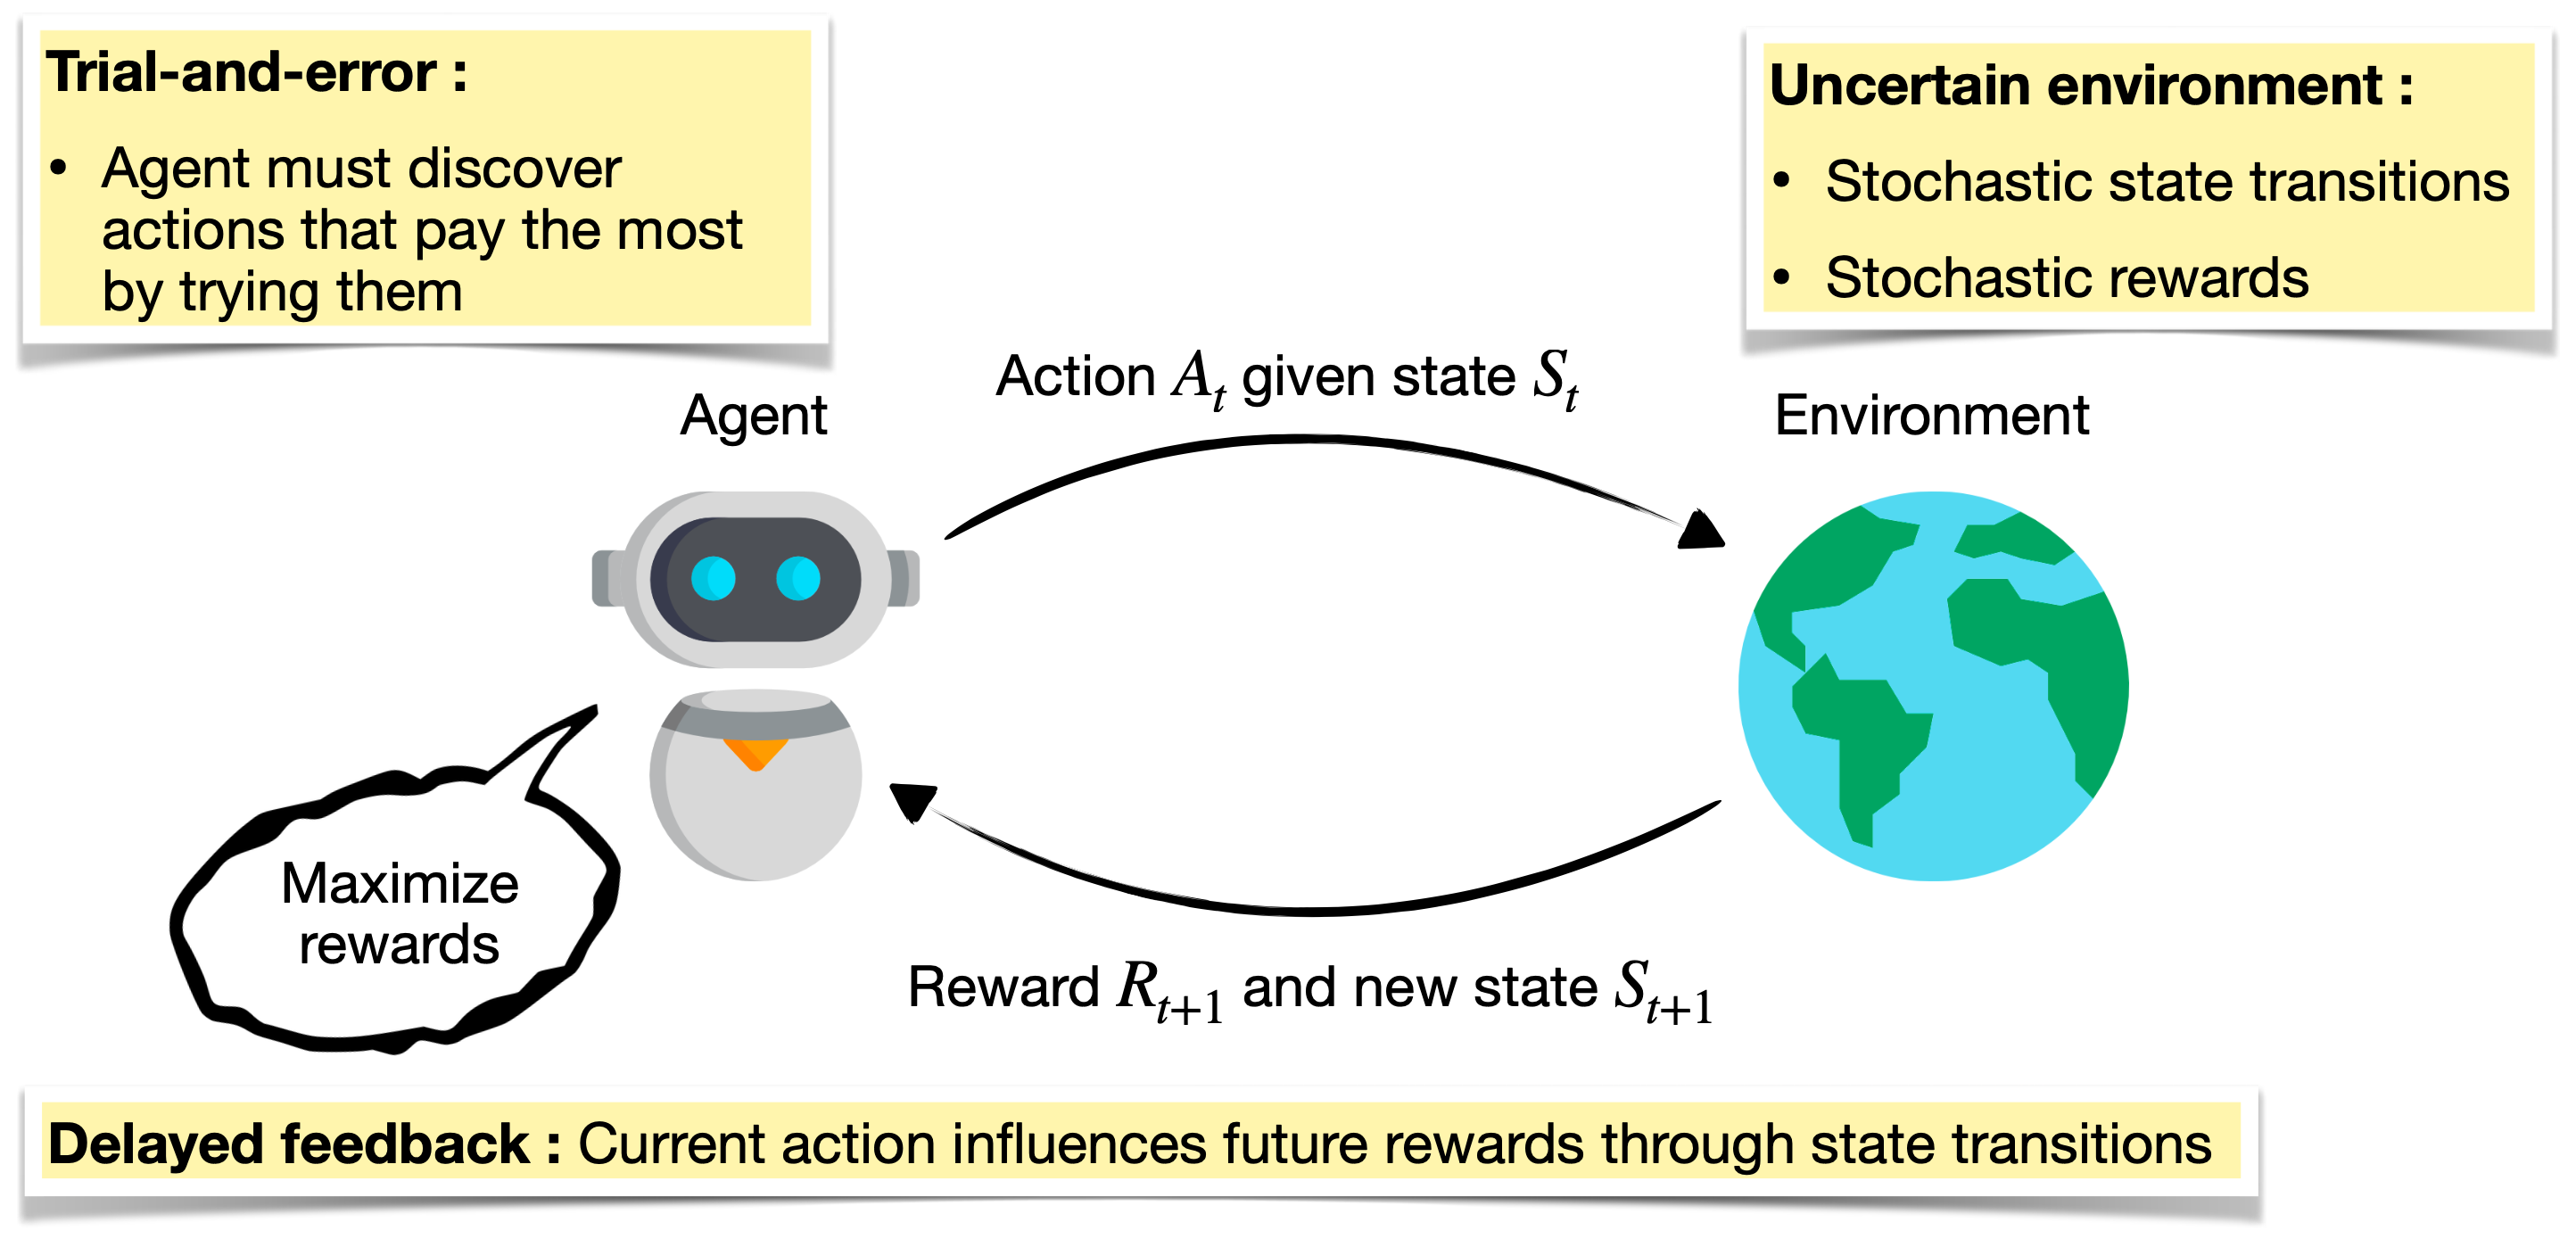 Trial-and-error :
• Agent must discover
actions that pay the most
by trying them
Uncertain environment :
• Stochastic state transitions
• Stochastic rewards
Action A_t given state S_t
Agent
Environment
Maximize
rewards
Reward R_{t+1} and new state S_{t+1}
Delayed feedback : Current action influences future rewards through state transitions